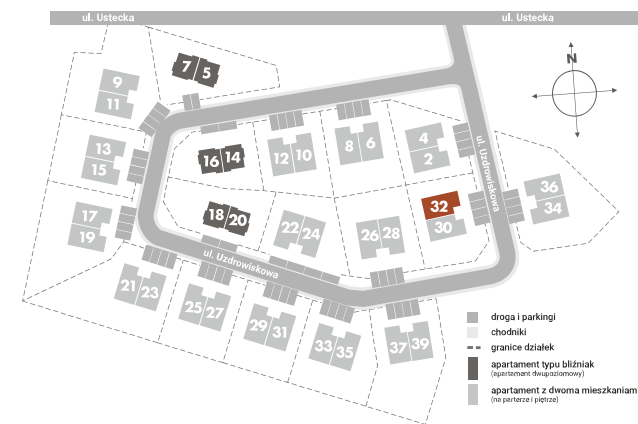 ul. Ustecka
ul. Ustecka
N
7 5
9
11
4
2
8 6
12 10
16 14
13
15
ul. Uzdrowiskowa
36
34
32
30
18 20
22 24
26 28
17
19
ul. Uzdrowiskowa
21 23
25 27
29 31
33 35
37 39
droga i parkingi
chodniki
granice działek
apartament typu bliźniak
(apartament dwupoziomowy)
apartament z dwoma mieszkaniami
(na parterze i piętrze)